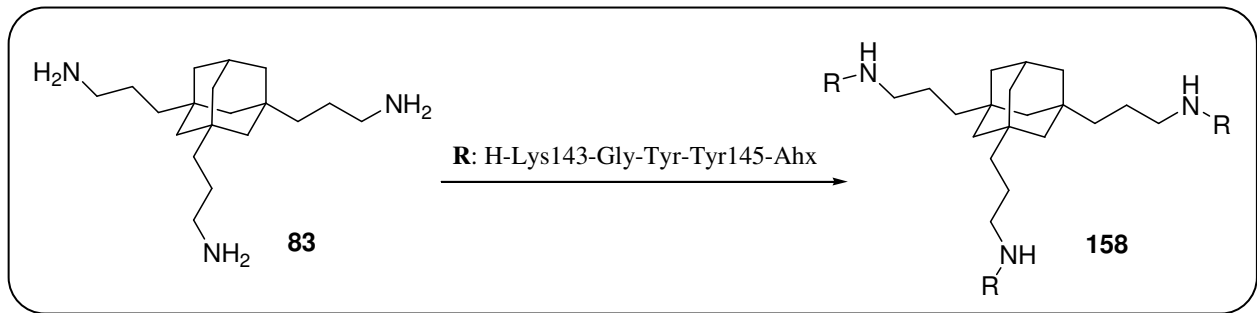 H
N
R
H₂N
NH₂
H
N
R
R: H-Lys143-Gly-Tyr-Tyr145-Ahx
NH₂
83
NH
R
158